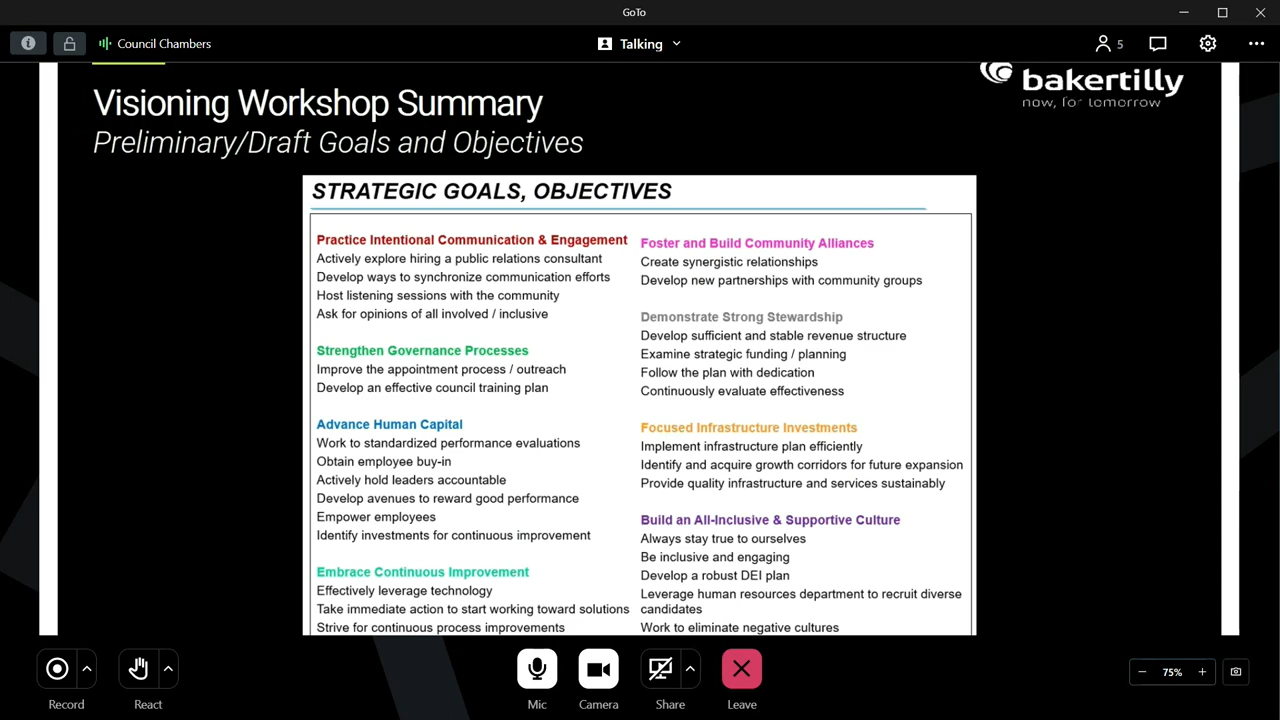 GoTo
Council Chambers
Talking
5
bakertilly
now, for tomorrow
Visioning Workshop Summary
Preliminary/Draft Goals and Objectives
STRATEGIC GOALS, OBJECTIVES
Practice Intentional Communication & Engagement
Actively explore hiring a public relations consultant
Develop ways to synchronize communication efforts
Host listening sessions with the community
Ask for opinions of all involved / inclusive
Strengthen Governance Processes
Improve the appointment process / outreach
Develop an effective council training plan
Advance Human Capital
Work to standardized performance evaluations
Obtain employee buy-in
Actively hold leaders accountable
Develop avenues to reward good performance
Empower employees
Identify investments for continuous improvement
Embrace Continuous Improvement
Effectively leverage technology
Take immediate action to start working toward solutions
Strive for continuous process improvements
Foster and Build Community Alliances
Create synergistic relationships
Develop new partnerships with community groups
Demonstrate Strong Stewardship
Develop sufficient and stable revenue structure
Examine strategic funding / planning
Follow the plan with dedication
Continuously evaluate effectiveness
Focused Infrastructure Investments
Implement infrastructure plan efficiently
Identify and acquire growth corridors for future expansion
Provide quality infrastructure and services sustainably
Build an All-Inclusive & Supportive Culture
Always stay true to ourselves
Be inclusive and engaging
Develop a robust DEI plan
Leverage human resources department to recruit diverse
candidates
Work to eliminate negative cultures
75%
Record
React
Mic
Camera
Share
Leave